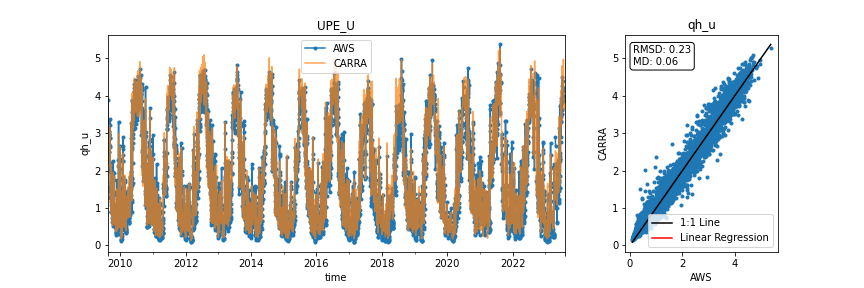 UPE_U
AWS
CARRA
qh_u
5
4
3
2
1
0
2010
2012
2014
2016
2018
2020
2022
time
qh_u
RMSD: 0.23
MD: 0.06
CARRA
5
4
3
2
1
0
1:1 Line
Linear Regression
0
2
4
AWS